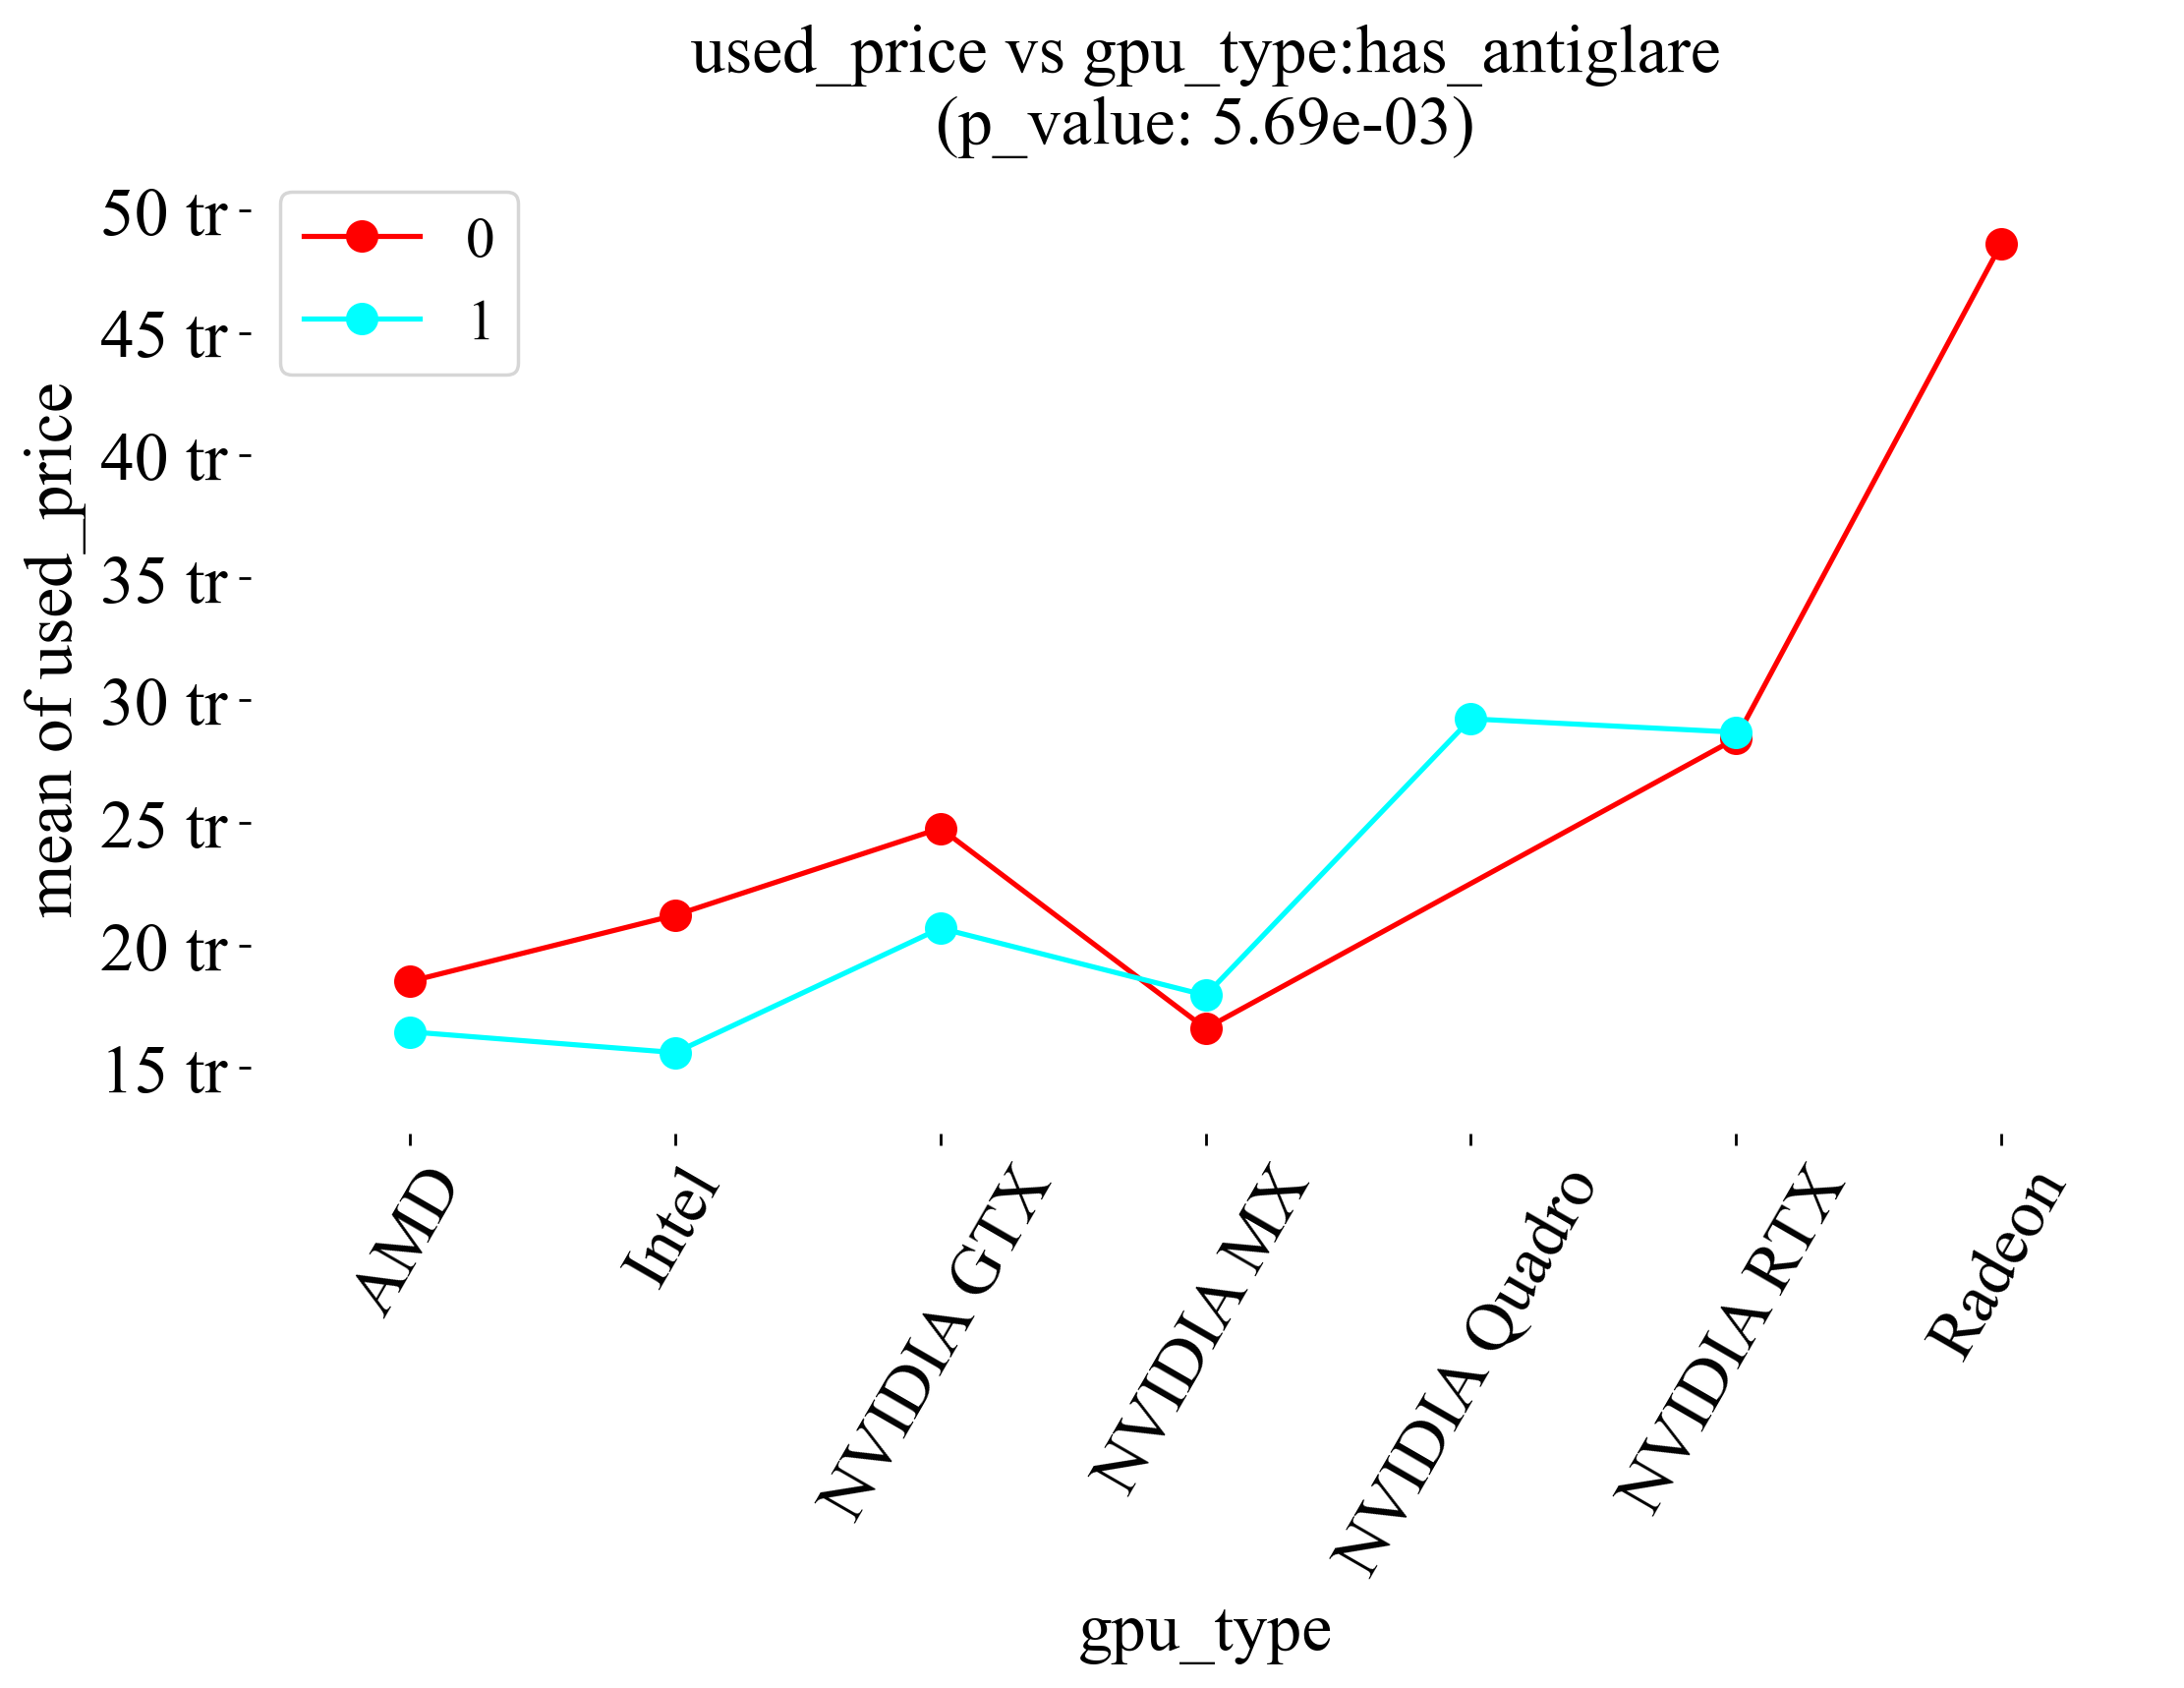 used_price vs gpu_type:has_antiglare
(p_value: 5.69e-03)
0
1
50 tr
45 tr
40 tr
35 tr
30 tr
25 tr
20 tr
15 tr
mean of used_price
AMD
Intel
NVIDIA GTX
NVIDIA MX
NVIDIA Quadro
NVIDIA RTX
Radeon
gpu_type